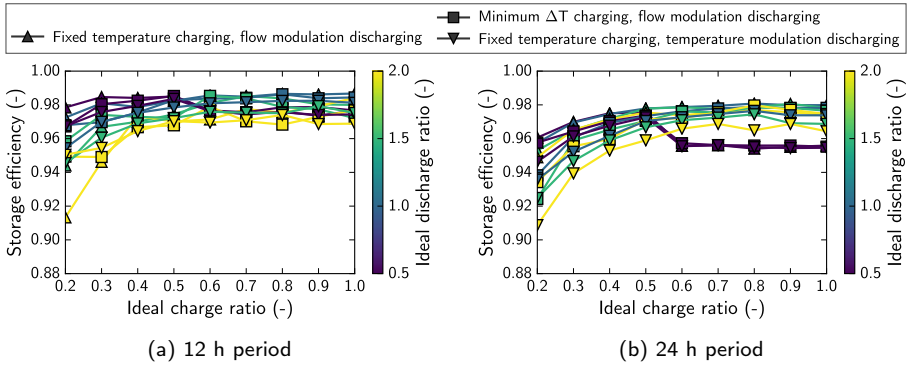 Minimum ΔT charging, flow modulation discharging
Fixed temperature charging, flow modulation discharging
Fixed temperature charging, temperature modulation discharging
1.00
0.98
0.96
0.94
0.92
0.90
0.88
Storage efficiency (-)
0.2 0.3 0.4 0.5 0.6 0.7 0.8 0.9 1.0
Ideal charge ratio (-)
2.0
1.5
1.0
0.5
Ideal discharge ratio (-)
(a) 12 h period
1.00
0.98
0.96
0.94
0.92
0.90
0.88
Storage efficiency (-)
0.2 0.3 0.4 0.5 0.6 0.7 0.8 0.9 1.0
Ideal charge ratio (-)
2.0
1.5
1.0
0.5
Ideal discharge ratio (-)
(b) 24 h period